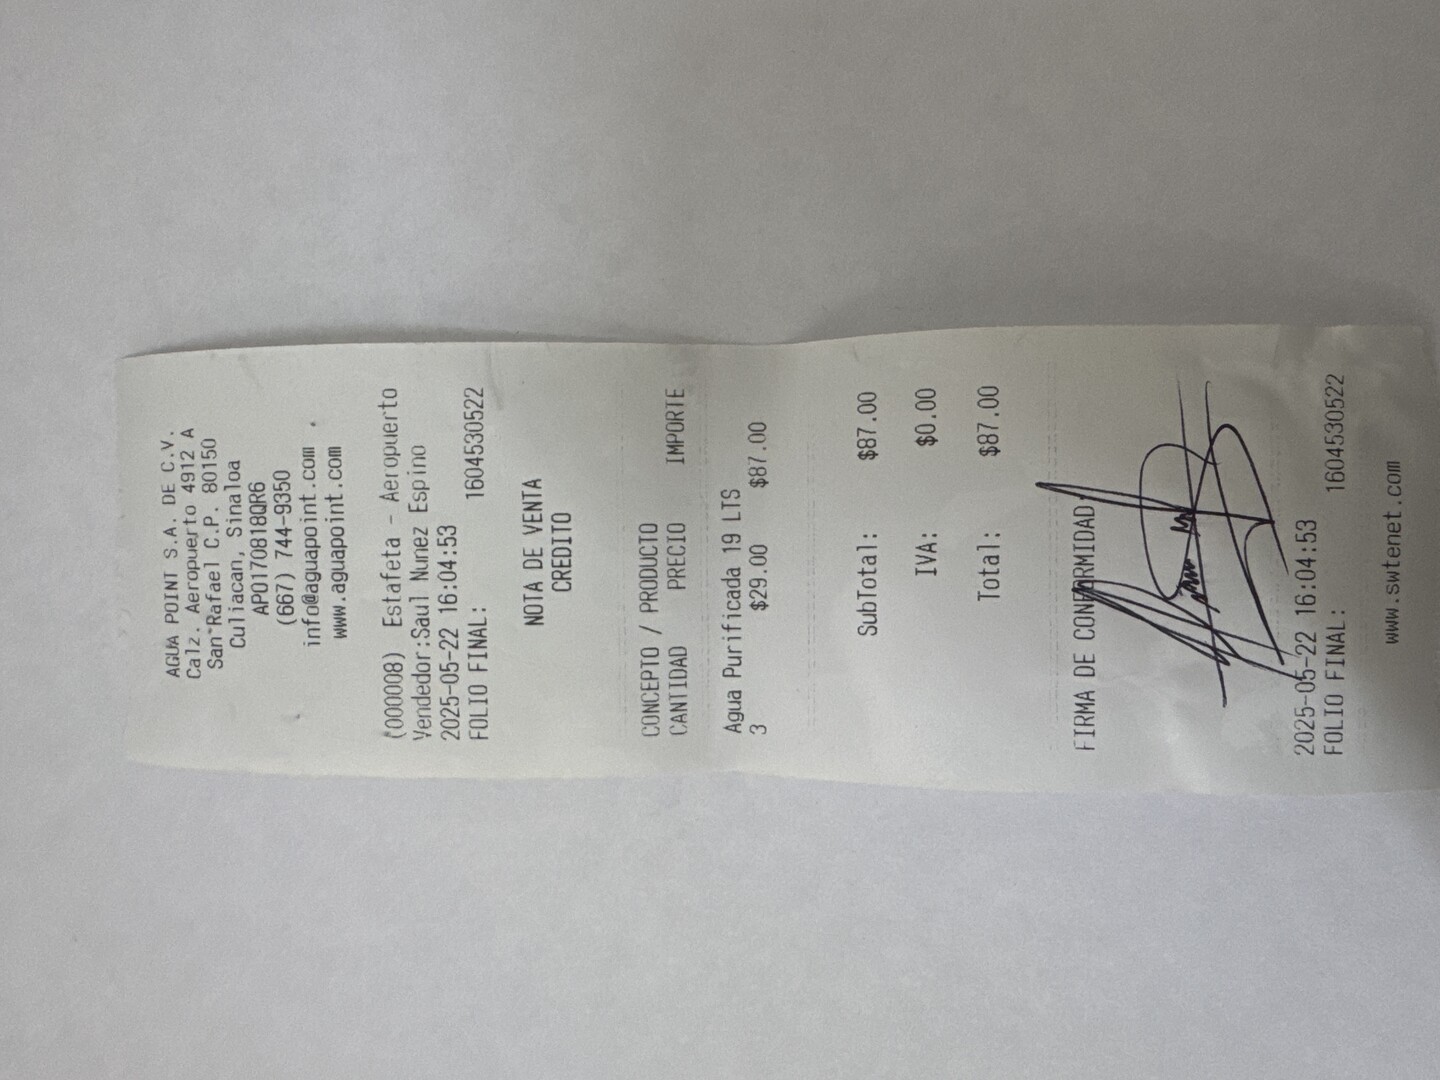 AGUA POINT S.A. DE C.V.
Calz. Aeropuerto 4912 A
San Rafael C.P. 80150
Culiacan, Sinaloa
APO170818QR6
(667) 744-9350
info@aguapoint.com
www.aguapoint.com
(000008) Estafeta - Aeropuerto
Vendedor:Saul Nunez Espino
2025-05-22 16:04:53
FOLIO FINAL: 1604530522
NOTA DE VENTA
CREDITO
CONCEPTO / PRODUCTO
CANTIDAD PRECIO IMPORTE
Agua Purificada 19 LTS
3 $29.00 $87.00
SubTotal: $87.00
IVA: $0.00
Total: $87.00
FIRMA DE CONFORMIDAD
2025-05-22 16:04:53
FOLIO FINAL: 1604530522
www.swtenet.com